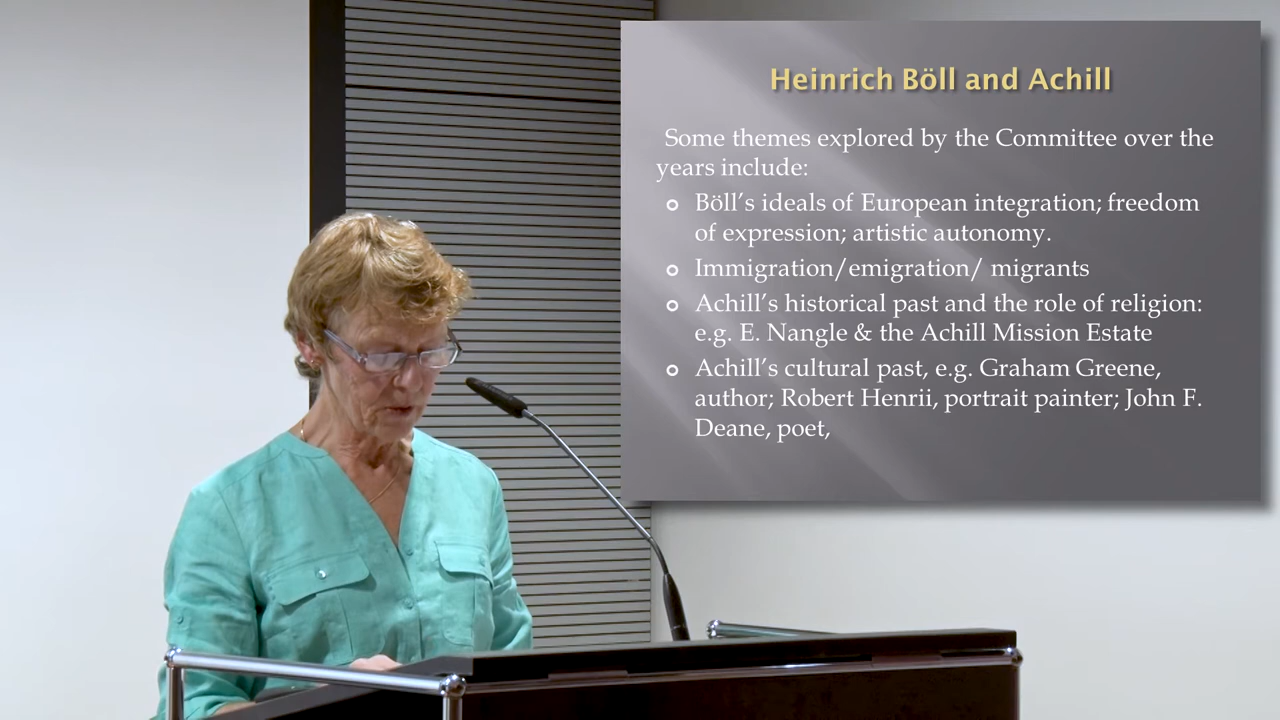 Heinrich Böll and Achill
Some themes explored by the Committee over the
years include:
Böll’s ideals of European integration; freedom
of expression; artistic autonomy.
Immigration/emigration/ migrants
Achill’s historical past and the role of religion:
e.g. E. Nangle & the Achill Mission Estate
Achill’s cultural past, e.g. Graham Greene,
author; Robert Henrii, portrait painter; John F.
Deane, poet,